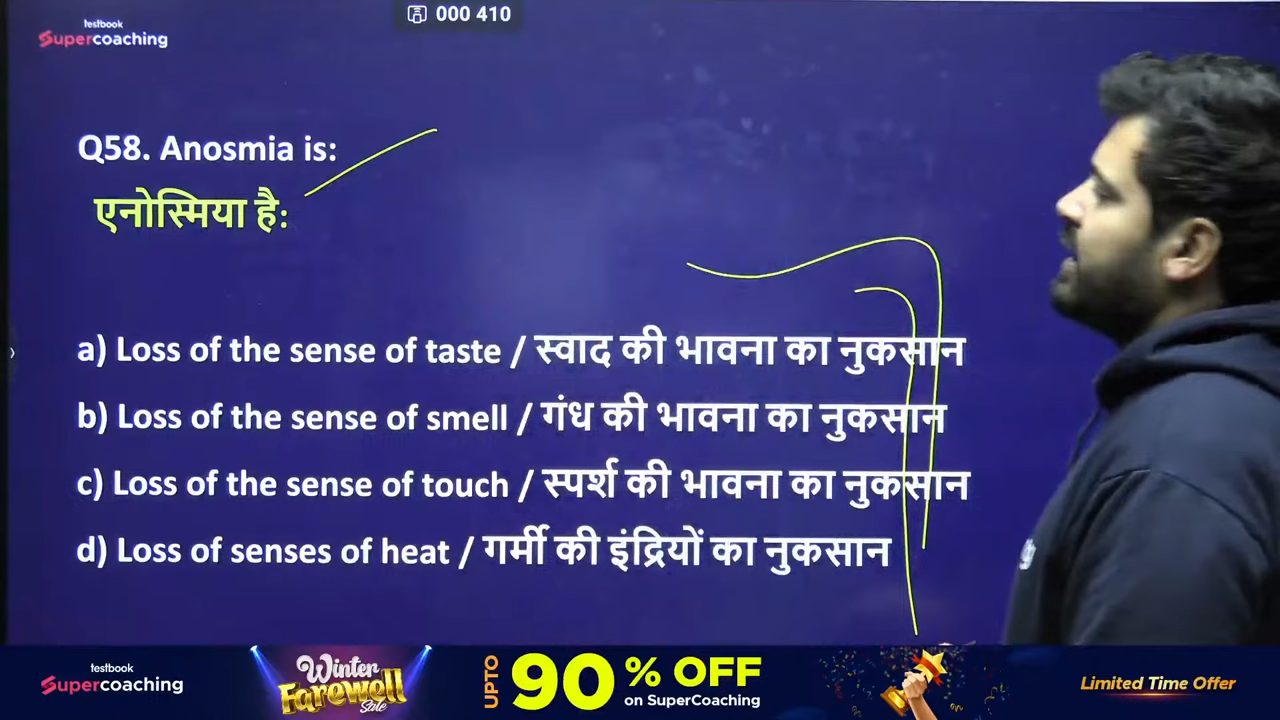 testbook
Supercoaching
000 410
Q58. Anosmia is:
एनोस्मिया है:
a) Loss of the sense of taste / स्वाद की भावना का नुकसान
b) Loss of the sense of smell / गंध की भावना का नुकसान
c) Loss of the sense of touch / स्पर्श की भावना का नुकसान
d) Loss of senses of heat / गर्मी की इंद्रियों का नुकसान
testbook
Supercoaching
Winter
Farewell
Sale
UPTO
90% OFF
on SuperCoaching
Limited Time Offer